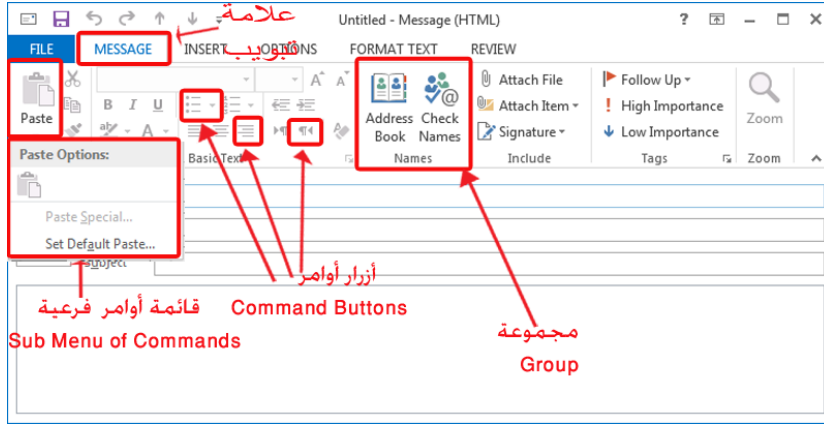 علامة
تبويب
Untitled - Message (HTML)
?
FILE
MESSAGE
INSERT
OPTIONS
FORMAT TEXT
REVIEW
Paste
B I U
A A
ab A
Basic Text
Address Book
Check Names
Names
Attach File
Attach Item
Signature
Include
Follow Up
High Importance
Low Importance
Tags
Zoom
Zoom
Paste Options:
Paste Special...
Set Default Paste...
Subject
قائمة أوامر فرعية
Sub Menu of Commands
أزرار أوامر
Command Buttons
مجموعة
Group